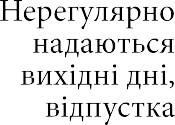 Нерегулярно
надаються
вихідні дні,
відпустка